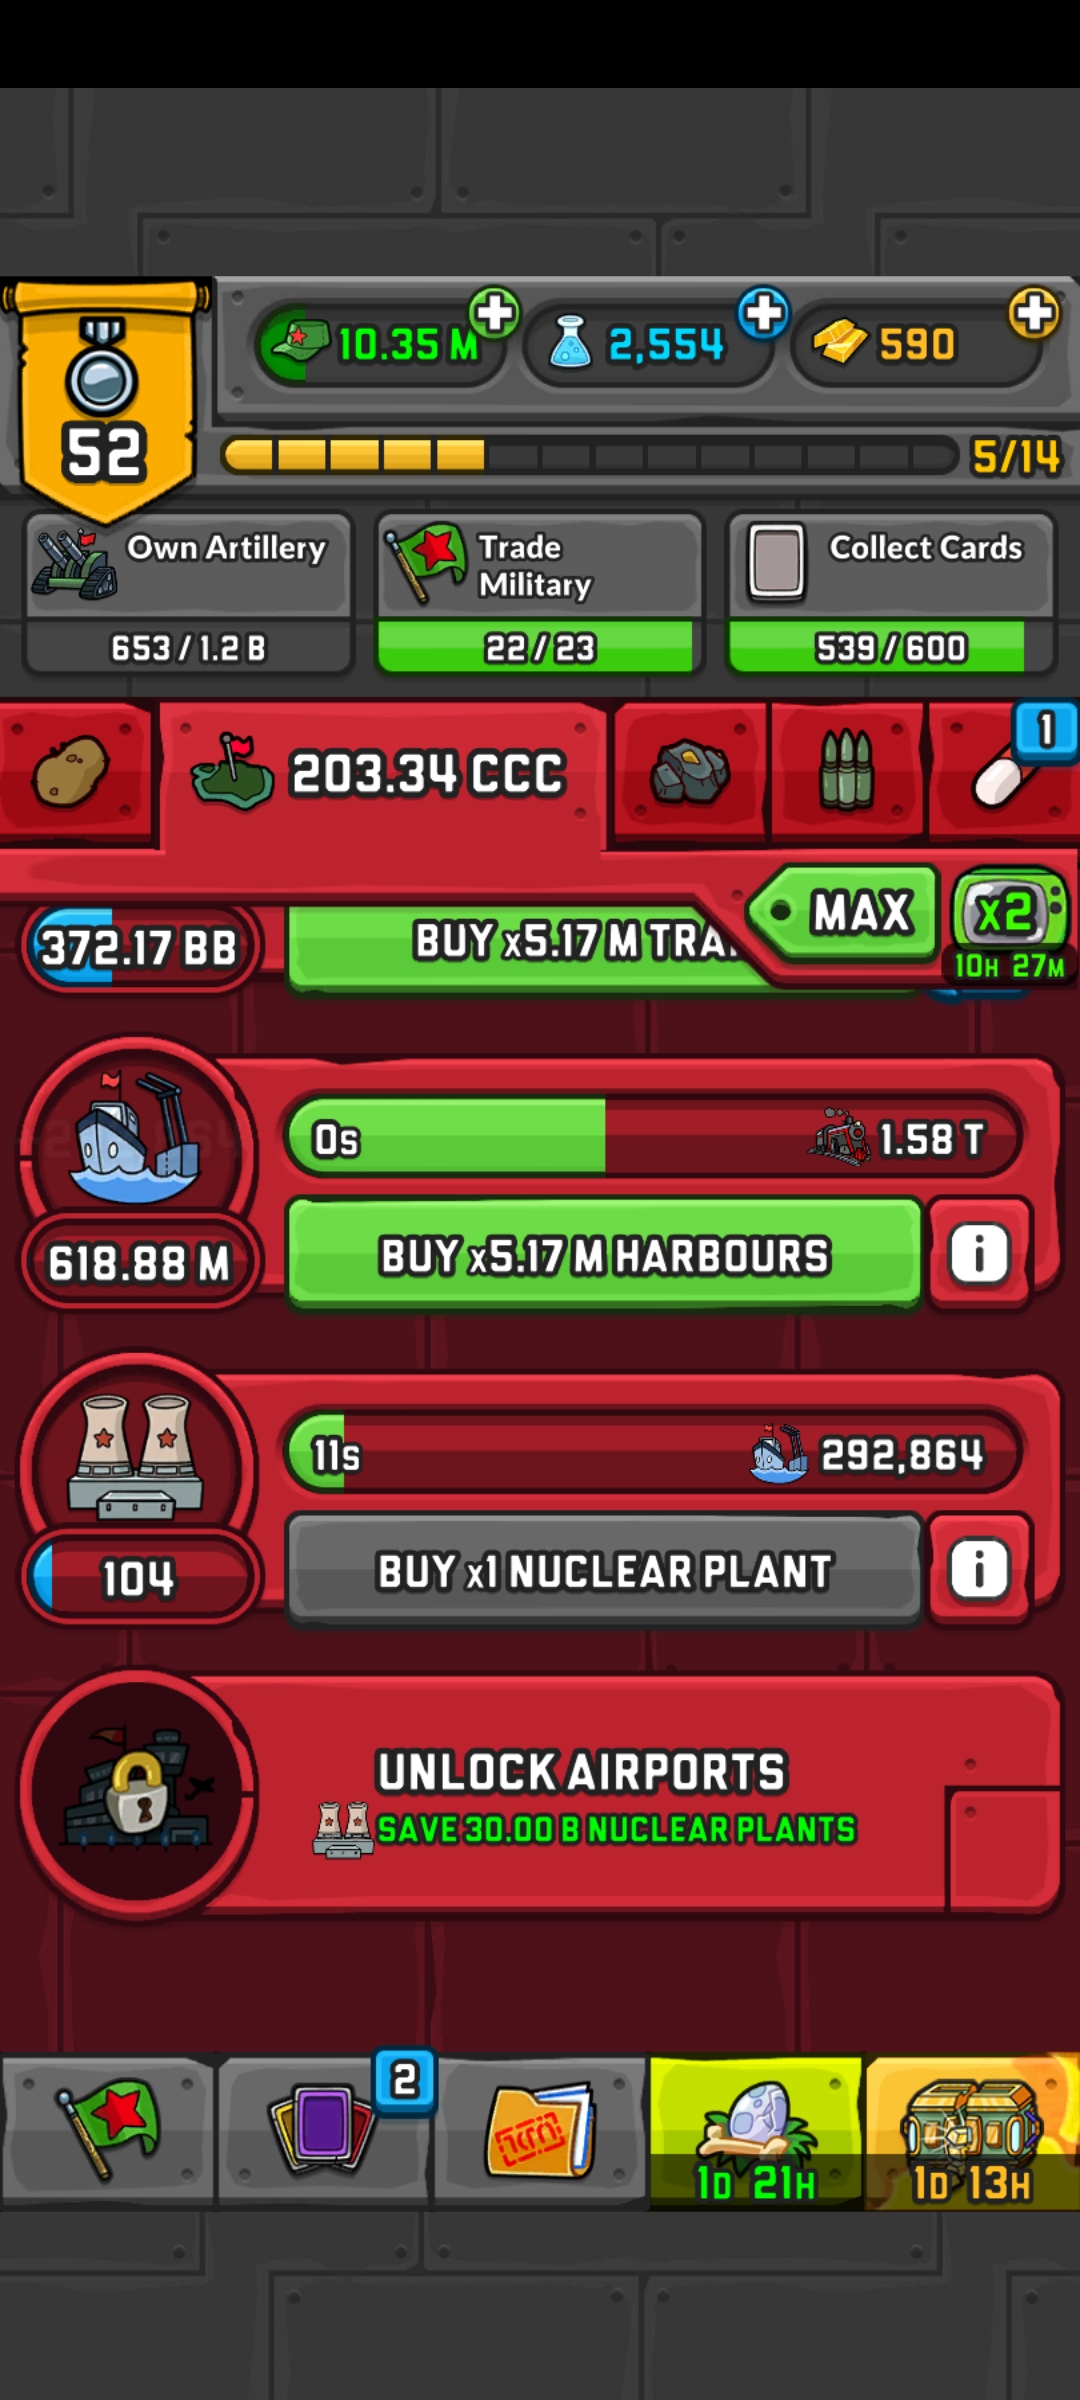 10.35 M
2,554
590
52
5/14
Own Artillery
653 / 1.2 B
Trade
Military
22 / 23
Collect Cards
539 / 600
203.34 CCC
1
MAX
x2
10H 27M
372.17 BB
BUY x5.17 M TRA
0s
1.58 T
618.88 M
BUY x5.17 M HARBOURS
i
11s
292,864
104
BUY x1 NUCLEAR PLANT
i
UNLOCK AIRPORTS
SAVE 30.00 B NUCLEAR PLANTS
2
1D 21H
1D 13H